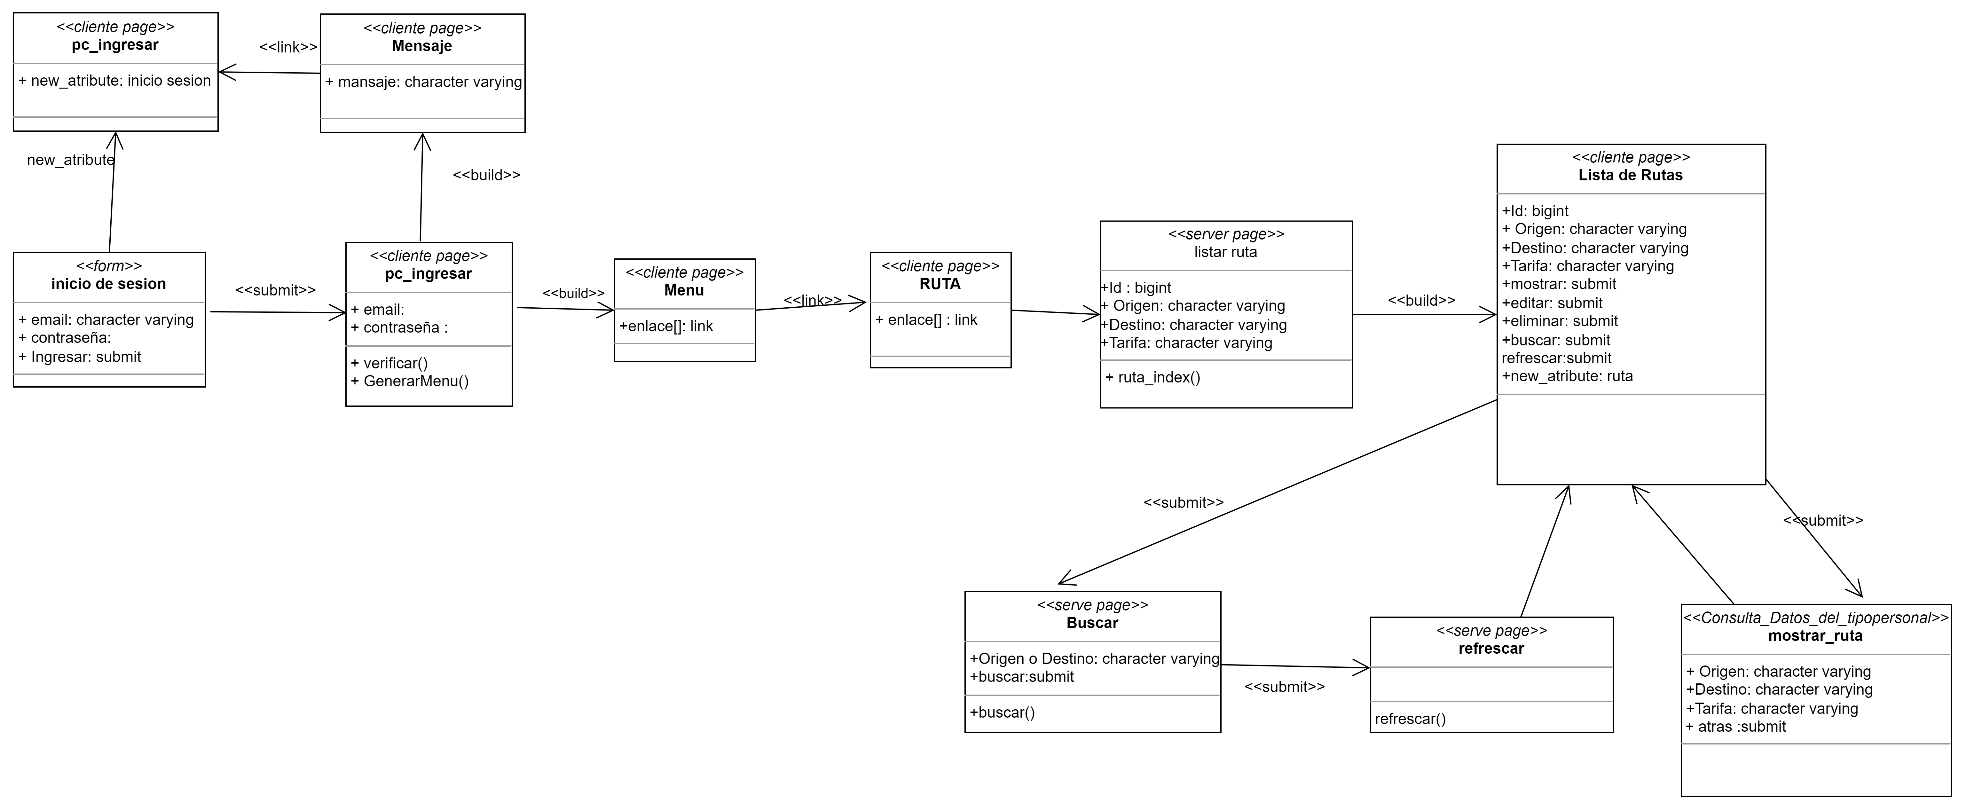 <<cliente page>>
pc_ingresar
+ new_atribute: inicio sesion
<<link>>
<<cliente page>>
Mensaje
+ mansaje: character varying
new_atribute
<<build>>
<<form>>
inicio de sesion
+ email: character varying
+ contraseña:
+ Ingresar: submit
<<submit>>
<<cliente page>>
pc_ingresar
+ email:
+ contraseña :
+ verificar()
+ GenerarMenu()
<<build>>
<<cliente page>>
Menu
+enlace[]: link
<<link>>
<<cliente page>>
RUTA
+ enlace[] : link
<<server page>>
listar ruta
+Id : bigint
+ Origen: character varying
+Destino: character varying
+Tarifa: character varying
+ ruta_index()
<<build>>
<<cliente page>>
Lista de Rutas
+Id: bigint
+ Origen: character varying
+Destino: character varying
+Tarifa: character varying
+mostrar: submit
+editar: submit
+eliminar: submit
+buscar: submit
refrescar:submit
+new_atribute: ruta
<<submit>>
<<submit>>
<<serve page>>
Buscar
+Origen o Destino: character varying
+buscar:submit
+buscar()
<<submit>>
<<serve page>>
refrescar
refrescar()
<<Consulta_Datos_del_tipopersonal>>
mostrar_ruta
+ Origen: character varying
+Destino: character varying
+Tarifa: character varying
+ atras :submit